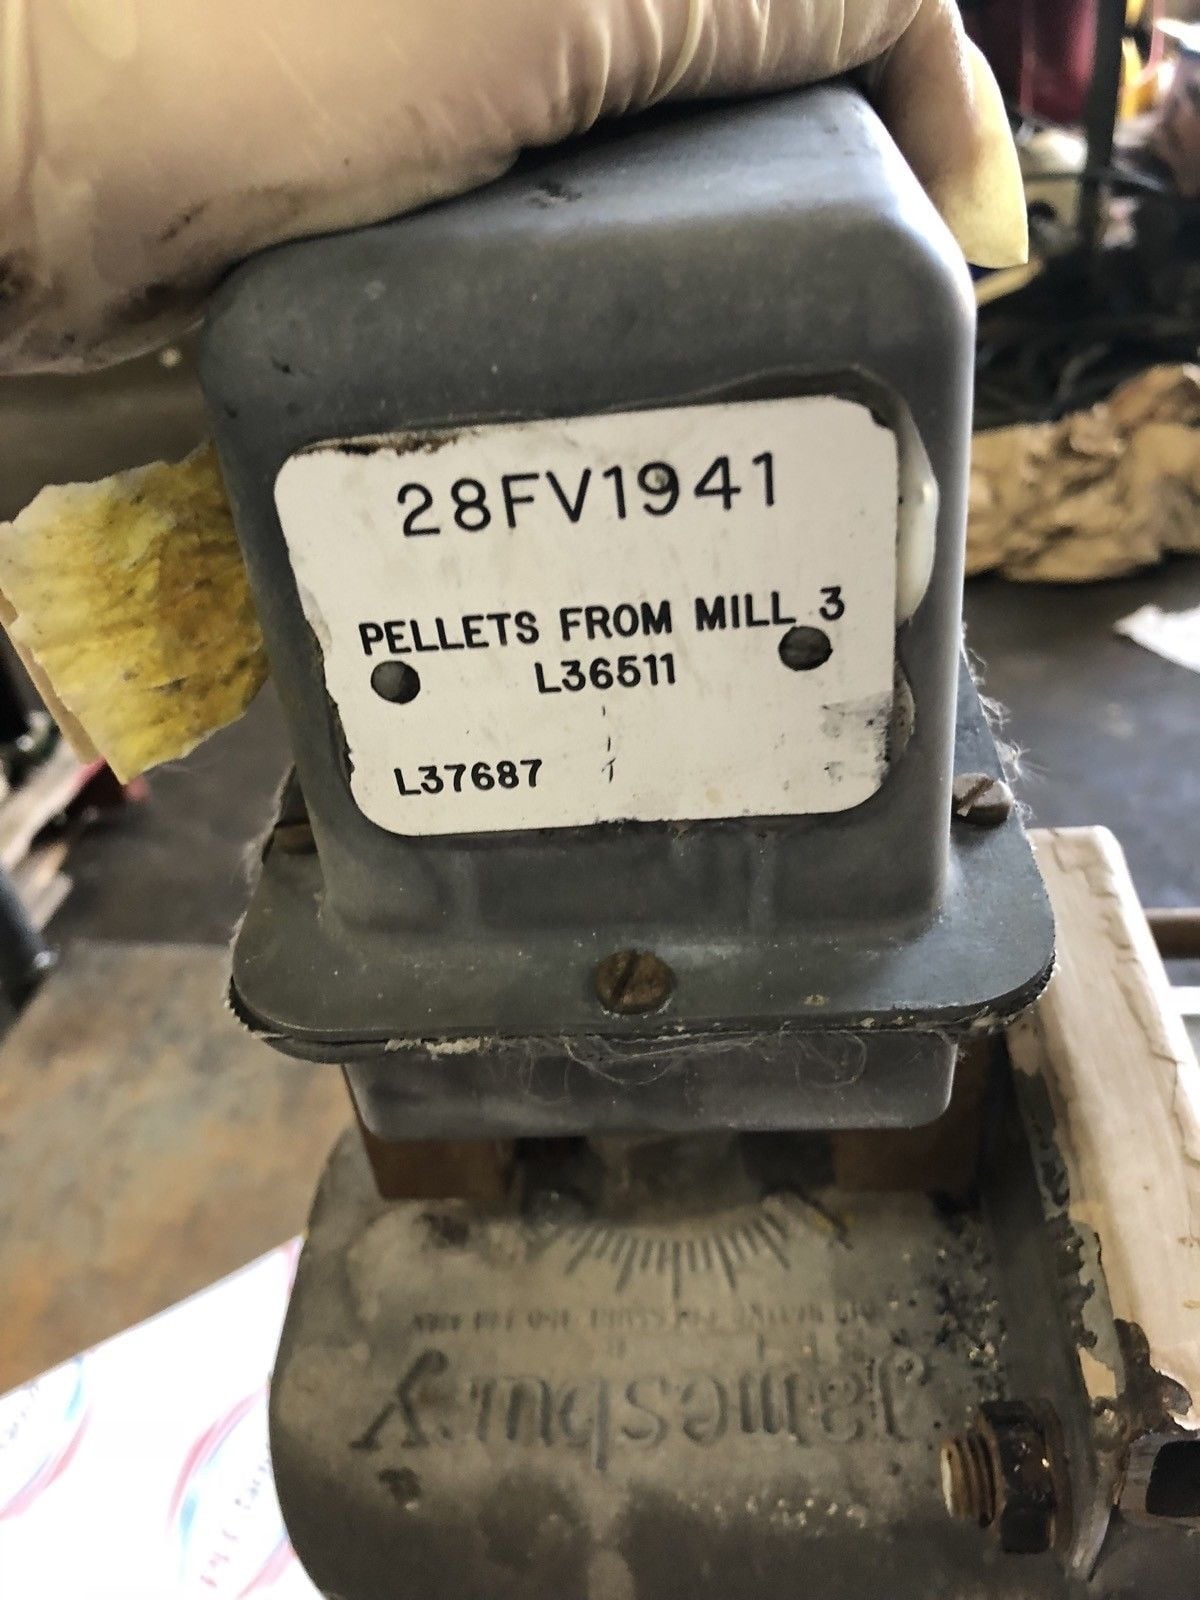 28FV1941
PELLETS FROM MILL 3
L36511
L37687
Jamesbury